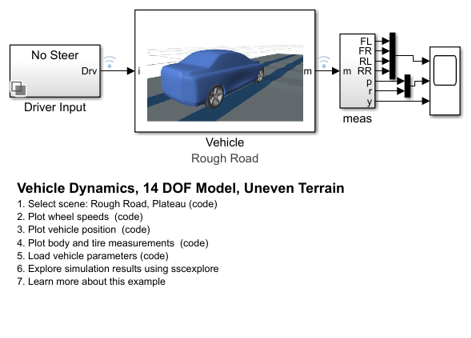 No Steer
Drv
Driver Input
i
m
Vehicle
Rough Road
m
FL
FR
RL
RR
p
r
y
meas
Vehicle Dynamics, 14 DOF Model, Uneven Terrain
1. Select scene: Rough Road, Plateau (code)
2. Plot wheel speeds (code)
3. Plot vehicle position (code)
4. Plot body and tire measurements (code)
5. Load vehicle parameters (code)
6. Explore simulation results using sscexplore
7. Learn more about this example